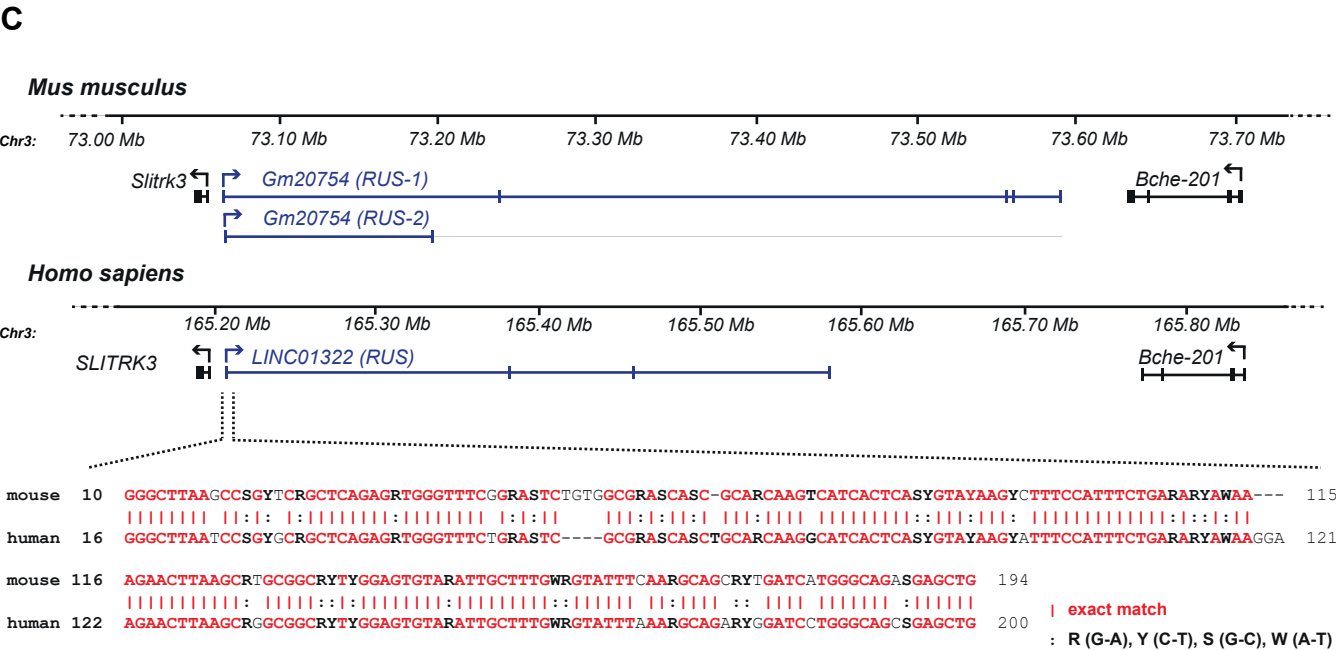 C
Mus musculus
Chr3: 73.00 Mb 73.10 Mb 73.20 Mb 73.30 Mb 73.40 Mb 73.50 Mb 73.60 Mb 73.70 Mb
Slitrk3 Gm20754 (RUS-1) Bche-201
Gm20754 (RUS-2)
Homo sapiens
Chr3: 165.20 Mb 165.30 Mb 165.40 Mb 165.50 Mb 165.60 Mb 165.70 Mb 165.80 Mb
SLITRK3 LINC01322 (RUS) Bche-201
mouse 10 GGGCTTAAGCCSGYTCRGCTCAGAGRTGGGTTTCGGRASTCTGTGGCGRASCASC-GCARCAAGTCATCACTCASYGTAYAAGYCTTTCCATTTCTGARARYAWAA--- 115
human 16 GGGCTTAATCCSGYGCRGCTCAGAGRTGGGTTTCTGRASTC----GCGRASCASCTGCARCAAGGCATCACTCASYGTAYAAGYATTTCCATTTCTGARARYAWAAGGA 121
mouse 116 AGAACTTAAGCRTGCGGCRYTYGGAGTGTARATTGCTTTGWRGTATTTCAARGCAGCRYTGATCATGGGCAGASGAGCTG 194
human 122 AGAACTTAAGCRGGCGGCRYTYGGAGTGTARATTGCTTTGWRGTATTTAAARGCAGARYGGATCCTGGGCAGCSGAGCTG 200
| exact match
: R (G-A), Y (C-T), S (G-C), W (A-T)